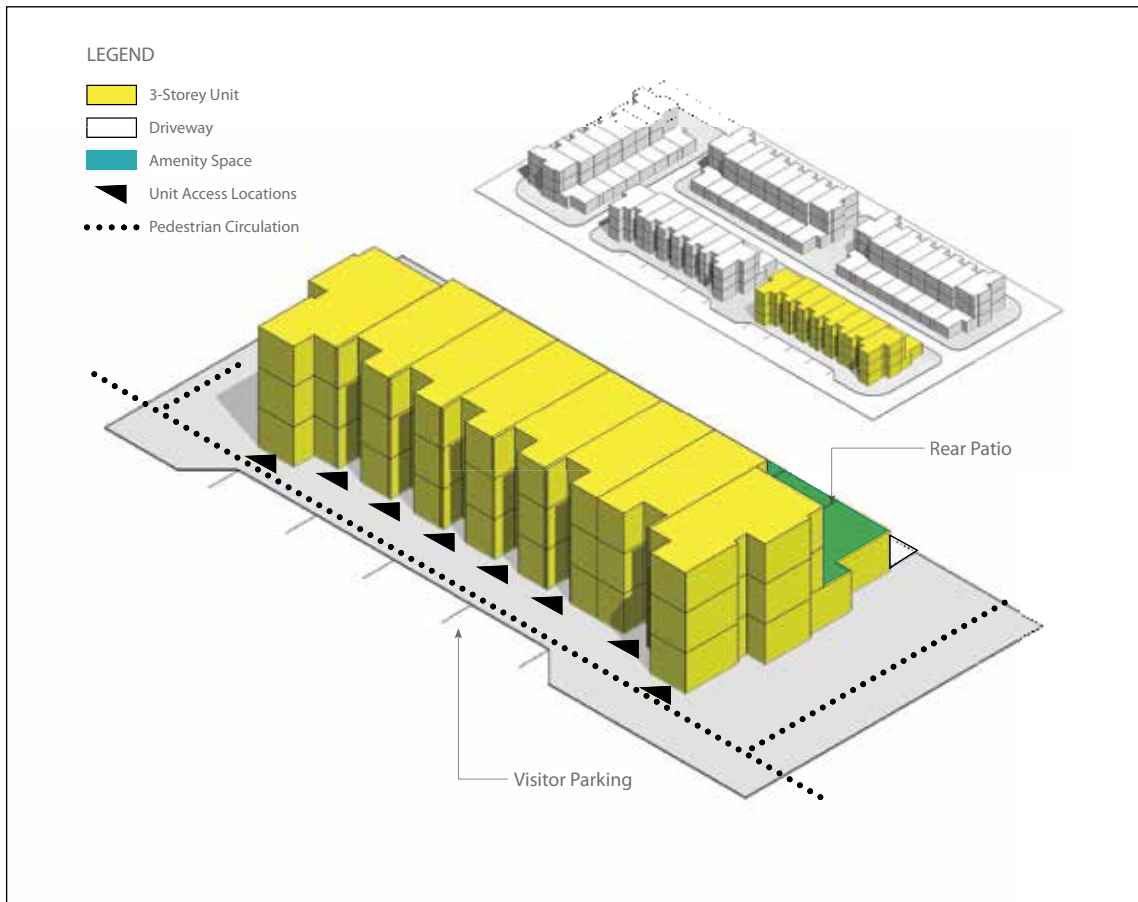 LEGEND
3-Storey Unit
Driveway
Amenity Space
Unit Access Locations
Pedestrian Circulation
Rear Patio
Visitor Parking